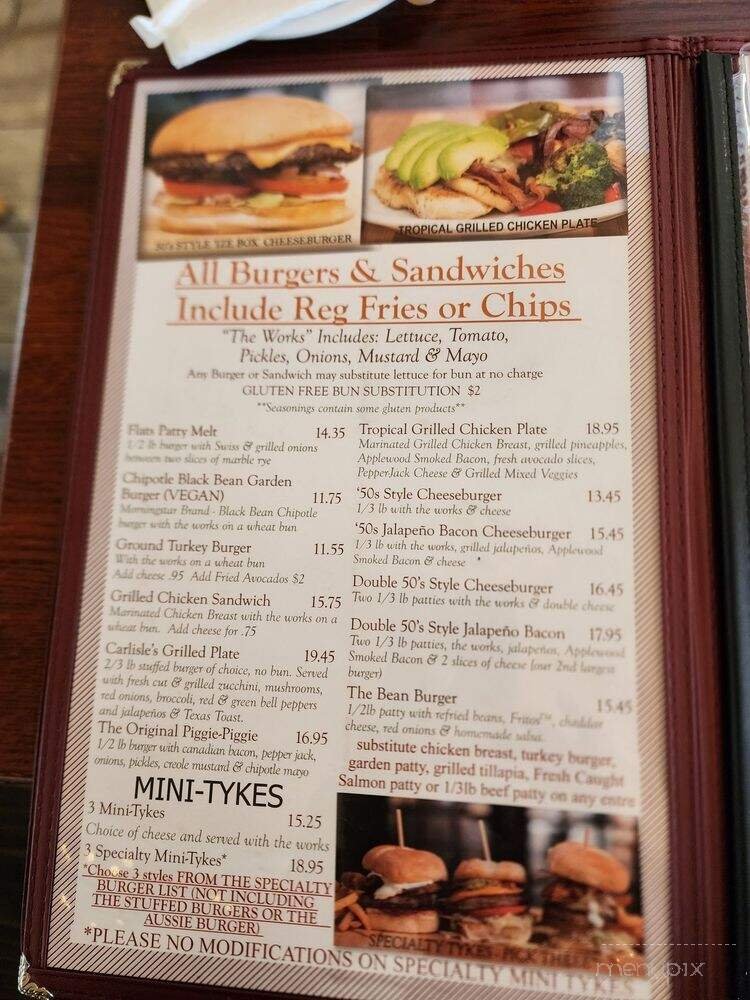 50's STYLE 'IZE BOX CHEESEBURGER
TROPICAL GRILLED CHICKEN PLATE
All Burgers & Sandwiches
Include Reg Fries or Chips
"The Works" Includes: Lettuce, Tomato,
Pickles, Onions, Mustard & Mayo
Any Burger or Sandwich may substitute lettuce for bun at no charge
GLUTEN FREE BUN SUBSTITUTION $2
**Seasonings contain some gluten products**
Flats Patty Melt 14.35
1/2 lb burger with Swiss & grilled onions
between two slices of marble rye
Chipotle Black Bean Garden
Burger (VEGAN) 11.75
Morningstar Brand - Black Bean Chipotle
burger with the works on a wheat bun
Ground Turkey Burger 11.55
With the works on a wheat bun
Add cheese .95 Add Fried Avocados $2
Grilled Chicken Sandwich 15.75
Marinated Chicken Breast with the works on a
wheat bun. Add cheese for .75
Carlisle's Grilled Plate 19.45
2/3 lb stuffed burger of choice, no bun. Served
with fresh cut & grilled zucchini, mushrooms,
red onions, broccoli, red & green bell peppers
and jalapeños & Texas Toast.
The Original Piggie-Piggie 16.95
1/2 lb burger with canadian bacon, pepper jack,
onions, pickles, creole mustard & chipotle mayo
MINI-TYKES
3 Mini-Tykes 15.25
Choice of cheese and served with the works
3 Specialty Mini-Tykes* 18.95
*Choose 3 styles FROM THE SPECIALTY
BURGER LIST (NOT INCLUDING
THE STUFFED BURGERS OR THE
AUSSIE BURGER)
Tropical Grilled Chicken Plate 18.95
Marinated Grilled Chicken Breast, grilled pineapples,
Applewood Smoked Bacon, fresh avocado slices,
PepperJack Cheese & Grilled Mixed Veggies
'50s Style Cheeseburger 13.45
1/3 lb with the works & cheese
'50s Jalapeño Bacon Cheeseburger 15.45
1/3 lb with the works, grilled jalapeños, Applewood
Smoked Bacon & cheese
Double 50's Style Cheeseburger 16.45
Two 1/3 lb patties with the works & double cheese
Double 50's Style Jalapeño Bacon 17.95
Two 1/3 lb patties, the works, jalapeños, Applewood
Smoked Bacon & 2 slices of cheese (our 2nd largest
burger)
The Bean Burger 15.45
1/2lb patty with refried beans, Fritos™, cheddar
cheese, red onions & homemade salsa.
substitute chicken breast, turkey burger,
garden patty, grilled tillapia, Fresh Caught
Salmon patty or 1/3lb beef patty on any entre
SPECIALTY TYKES PICK THE
*PLEASE NO MODIFICATIONS ON SPECIALTY MINI TYKES
menupix